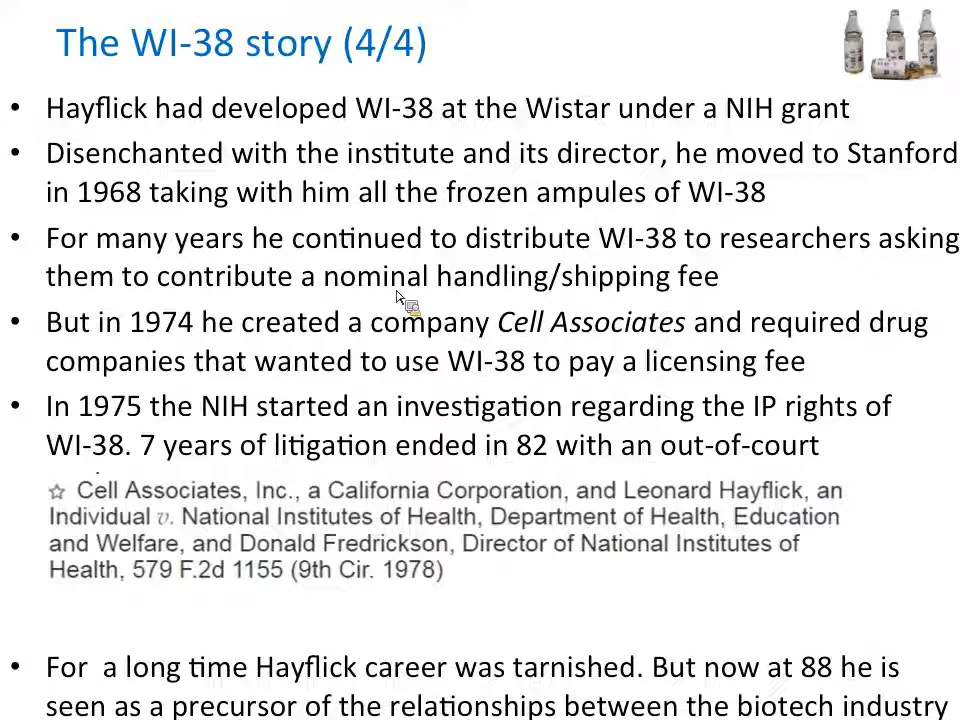 The WI-38 story (4/4)
• Hayflick had developed WI-38 at the Wistar under a NIH grant
• Disenchanted with the institute and its director, he moved to Stanford
in 1968 taking with him all the frozen ampules of WI-38
• For many years he continued to distribute WI-38 to researchers asking
them to contribute a nominal handling/shipping fee
• But in 1974 he created a company Cell Associates and required drug
companies that wanted to use WI-38 to pay a licensing fee
• In 1975 the NIH started an investigation regarding the IP rights of
WI-38. 7 years of litigation ended in 82 with an out-of-court
☆ Cell Associates, Inc., a California Corporation, and Leonard Hayflick, an
Individual v. National Institutes of Health, Department of Health, Education
and Welfare, and Donald Fredrickson, Director of National Institutes of
Health, 579 F.2d 1155 (9th Cir. 1978)
• For a long time Hayflick career was tarnished. But now at 88 he is
seen as a precursor of the relationships between the biotech industry